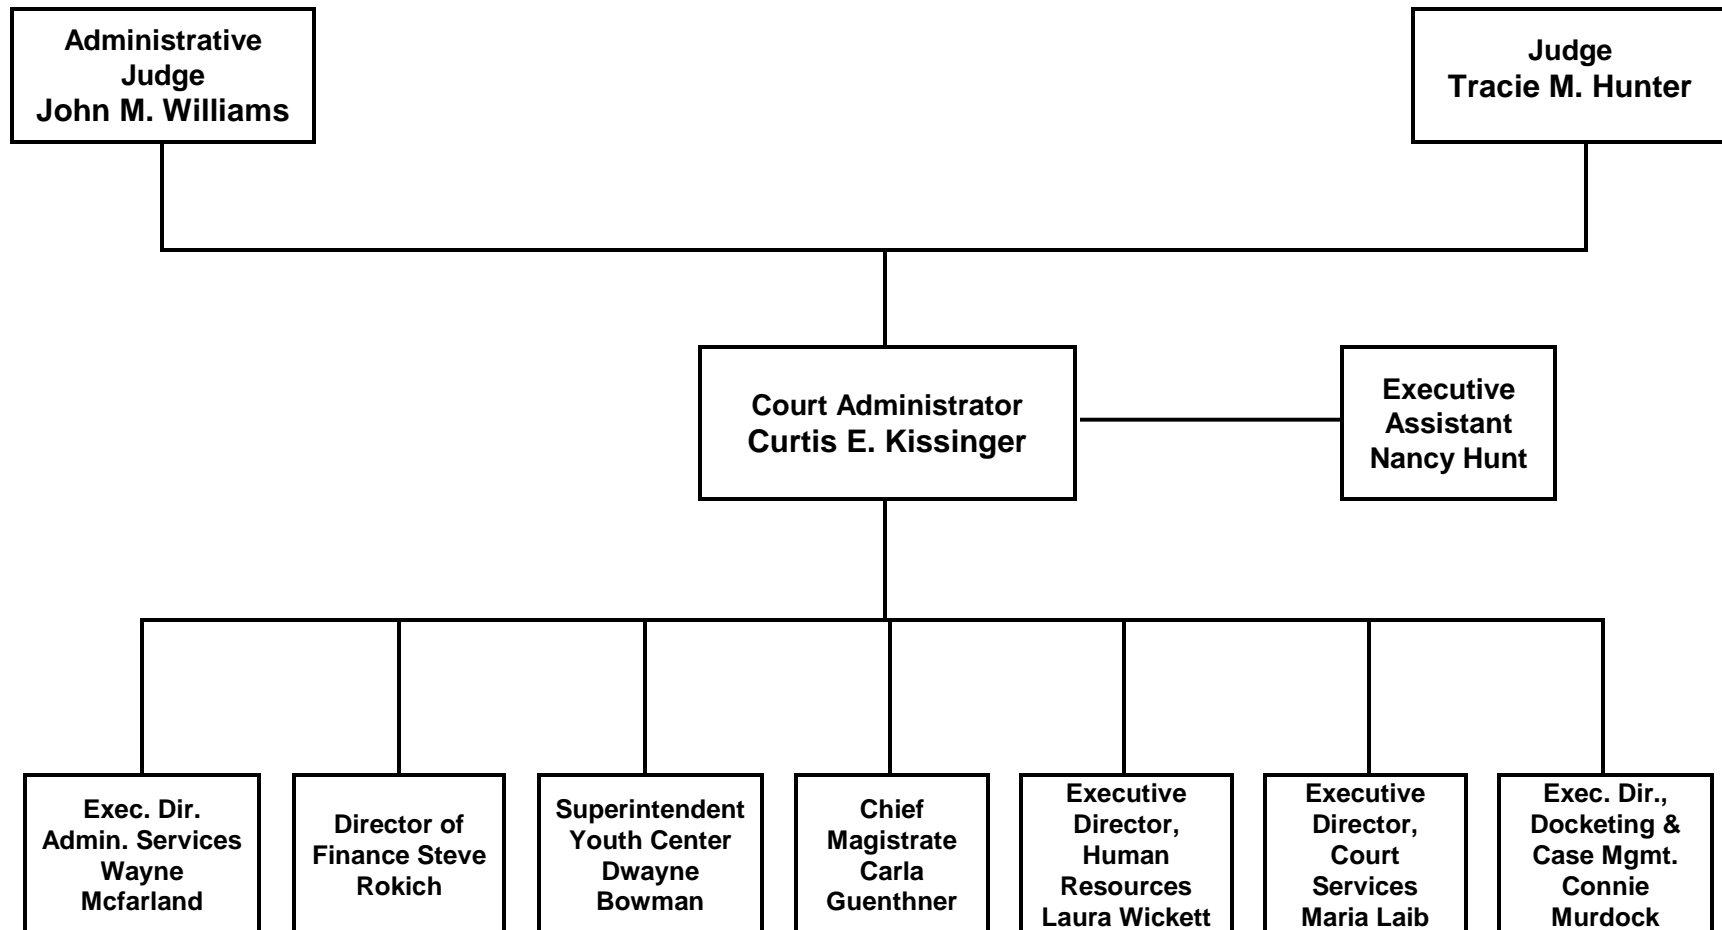 Administrative
Judge
John M. Williams
Judge
Tracie M. Hunter
Court Administrator
Curtis E. Kissinger
Executive
Assistant
Nancy Hunt
Exec. Dir.
Admin. Services
Wayne
Mcfarland
Director of
Finance Steve
Rokich
Superintendent
Youth Center
Dwayne
Bowman
Chief
Magistrate
Carla
Guenthner
Executive
Director,
Human
Resources
Laura Wickett
Executive
Director,
Court
Services
Maria Laib
Exec. Dir.,
Docketing &
Case Mgmt.
Connie
Murdock